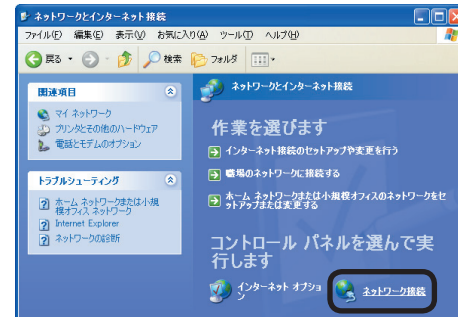 ネットワークとインターネット接続
ファイル(F) 編集(E) 表示(V) お気に入り(A) ツール(T) ヘルプ(H)
戻る 検索 フォルダ
関連項目
マイ ネットワーク
プリンタとその他のハードウェア
電話とモデムのオプション
トラブルシューティング
ホーム ネットワークまたは小規
模オフィス ネットワーク
Internet Explorer
ネットワークの診断
ネットワークとインターネット接続
作業を選びます
インターネット接続のセットアップや変更を行う
職場のネットワークに接続する
ホーム ネットワークまたは小規模オフィスのネットワークをセ
ットアップまたは変更する
コントロール パネルを選んで実
行します
インターネット オプショ
ン
ネットワーク接続